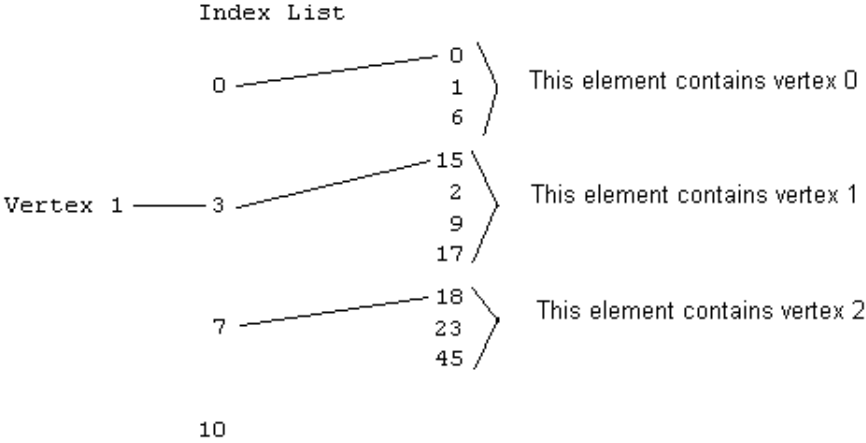 Index List
0
0
1
6
This element contains vertex 0
Vertex 1
3
15
2
9
17
This element contains vertex 1
7
18
23
45
This element contains vertex 2
10